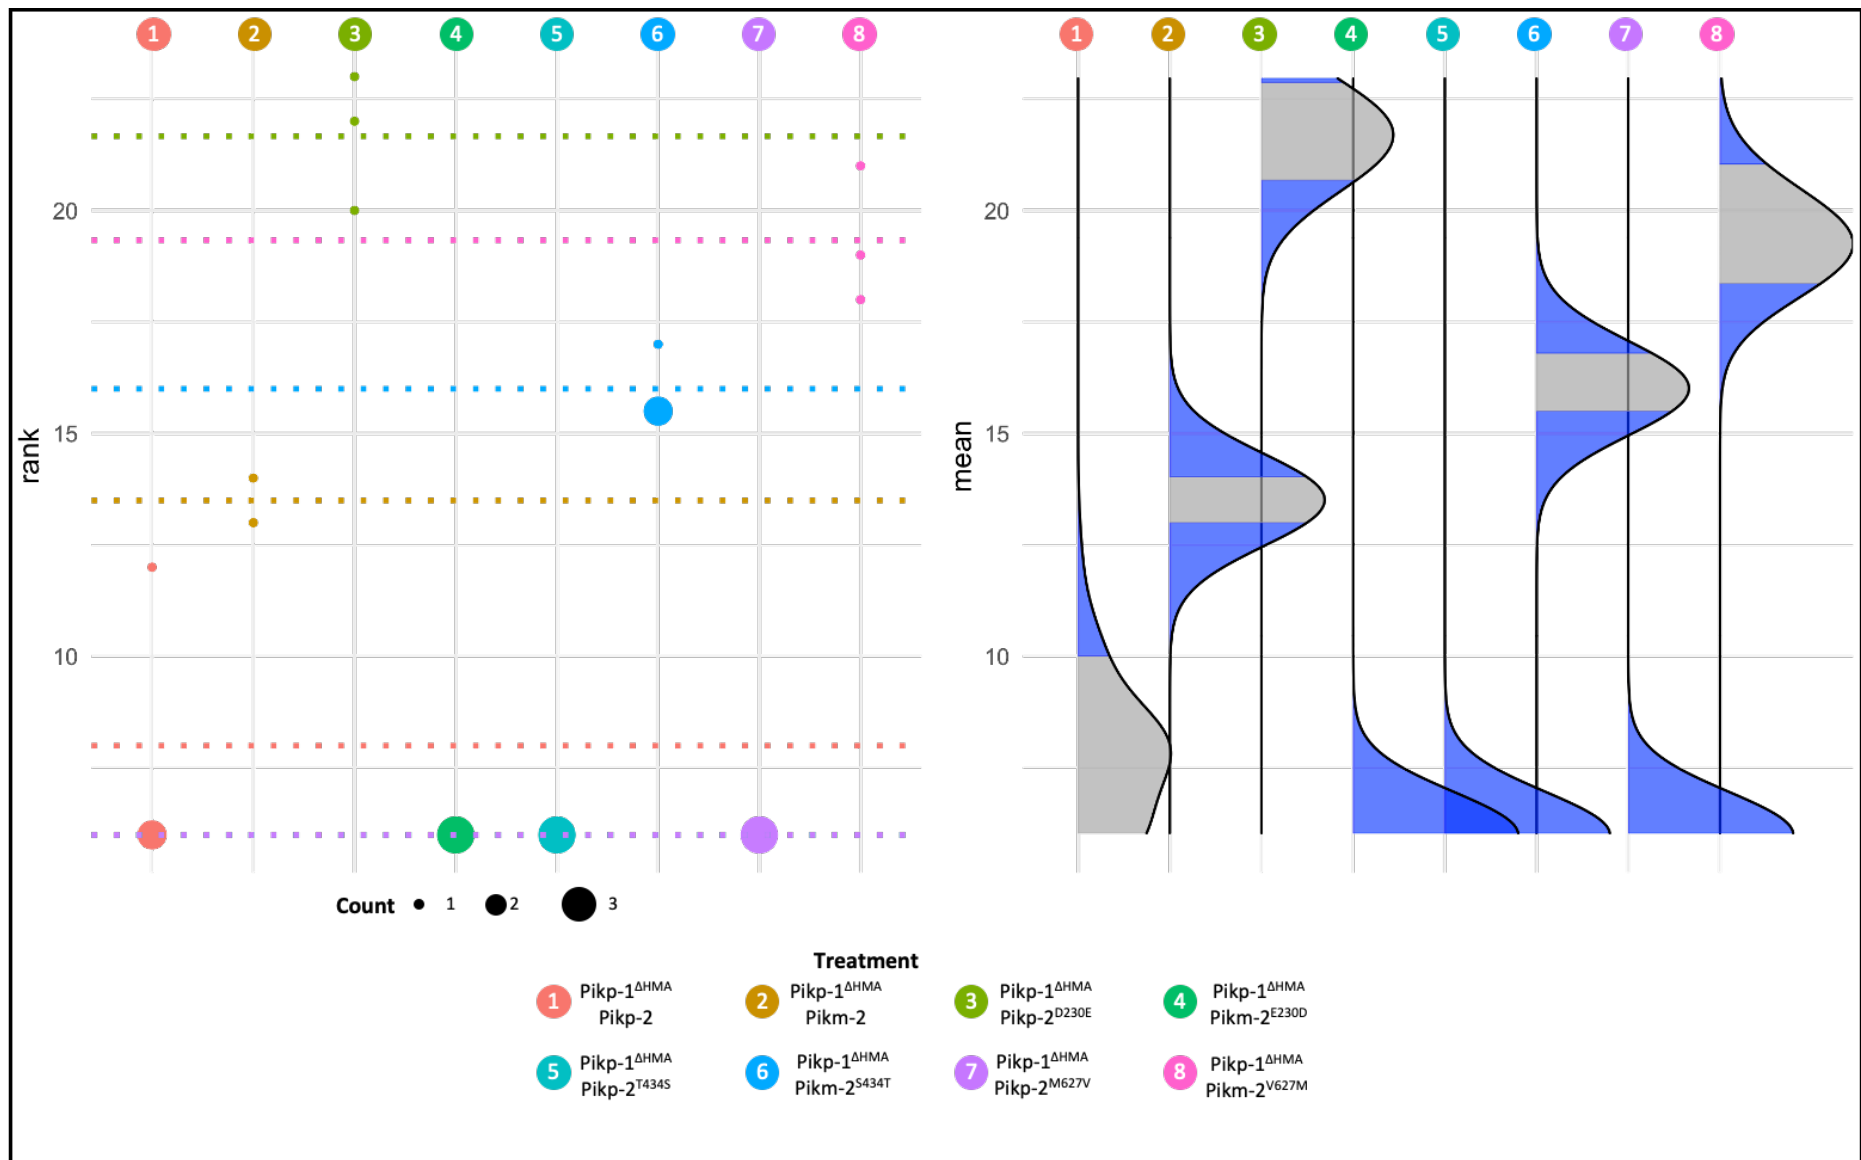 1 2 3 4 5 6 7 8
1 2 3 4 5 6 7 8
rank
20
15
10
mean
20
15
10
Count 1 2 3
Treatment
1 Pikp-1ΔHMA
Pikp-2
2 Pikp-1ΔHMA
Pikm-2
3 Pikp-1ΔHMA
Pikp-2D230E
4 Pikp-1ΔHMA
Pikm-2E230D
5 Pikp-1ΔHMA
Pikp-2T434S
6 Pikp-1ΔHMA
Pikm-2S434T
7 Pikp-1ΔHMA
Pikp-2M627V
8 Pikp-1ΔHMA
Pikm-2V627M